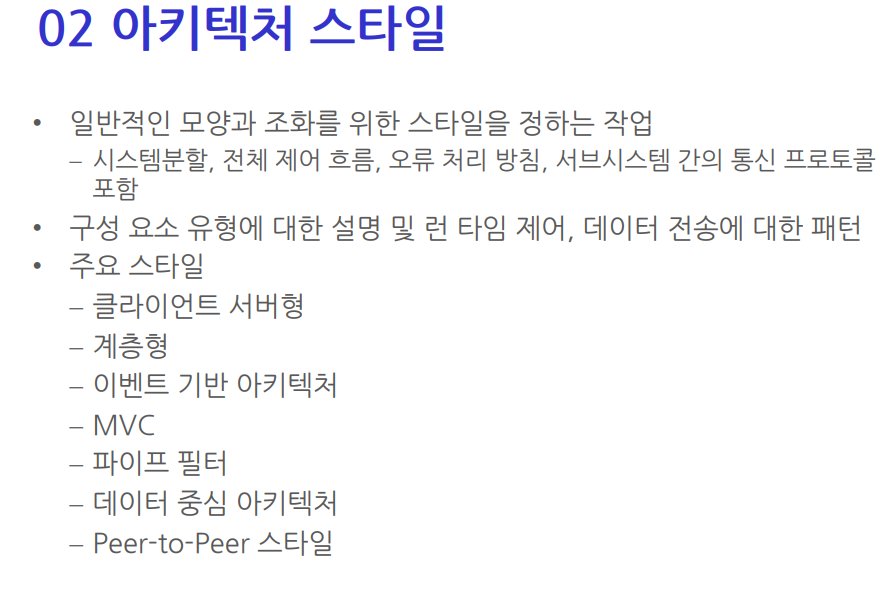 02 아키텍처 스타일
• 일반적인 모양과 조화를 위한 스타일을 정하는 작업
– 시스템분할, 전체 제어 흐름, 오류 처리 방침, 서브시스템 간의 통신 프로토콜
포함
• 구성 요소 유형에 대한 설명 및 런 타임 제어, 데이터 전송에 대한 패턴
• 주요 스타일
– 클라이언트 서버형
– 계층형
– 이벤트 기반 아키텍처
– MVC
– 파이프 필터
– 데이터 중심 아키텍처
– Peer-to-Peer 스타일